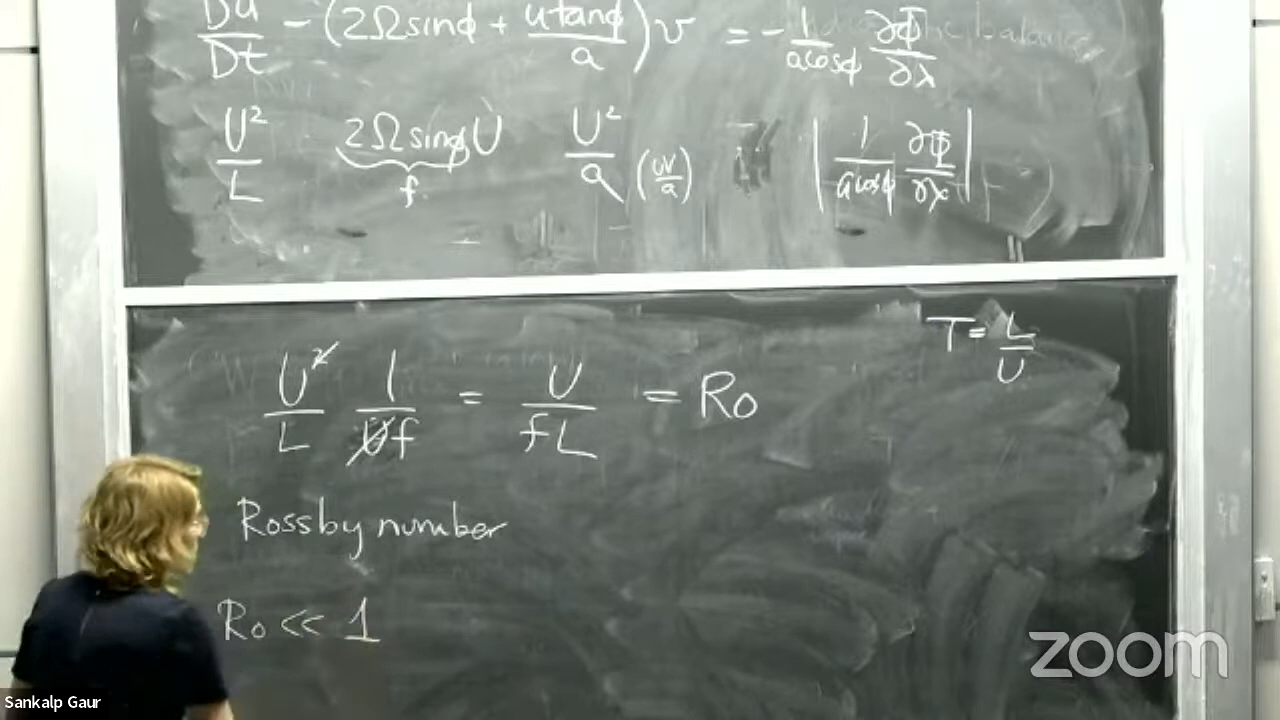 Du/Dt - (2Ω sinϕ + u tanϕ/a) v = - 1/(a cosϕ) ∂Φ/∂λ
U²/L 2Ω sinϕ U U²/a (UV/a) | 1/(a cosϕ) ∂Φ/∂λ |
f
T = L/U
U²/L 1/(Uf) = U/(fL) = Ro
Rossby number
Ro << 1
zoom
Sankalp Gaur